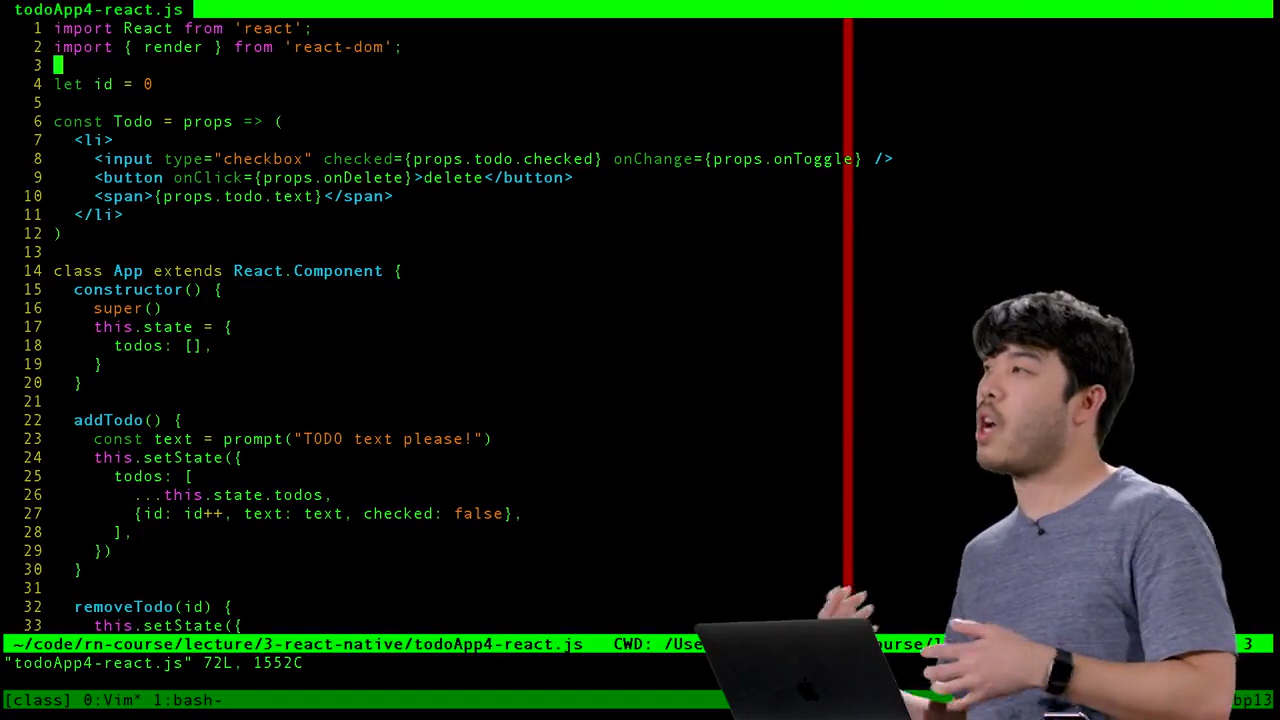 todoApp4-react.js
1 import React from 'react';
2 import { render } from 'react-dom';
3
4 let id = 0
5
6 const Todo = props => (
7   <li>
8     <input type="checkbox" checked={props.todo.checked} onChange={props.onToggle} />
9     <button onClick={props.onDelete}>delete</button>
10     <span>{props.todo.text}</span>
11   </li>
12 )
13
14 class App extends React.Component {
15   constructor() {
16     super()
17     this.state = {
18       todos: [],
19     }
20   }
21
22   addTodo() {
23     const text = prompt("TODO text please!")
24     this.setState({
25       todos: [
26         ...this.state.todos,
27         {id: id++, text: text, checked: false},
28       ],
29     })
30   }
31
32   removeTodo(id) {
33     this.setState({
~/code/rn-course/lecture/3-react-native/todoApp4-react.js CWD: 3
"todoApp4-react.js" 72L, 1552C
[class] 0:Vim* 1:bash- bp13